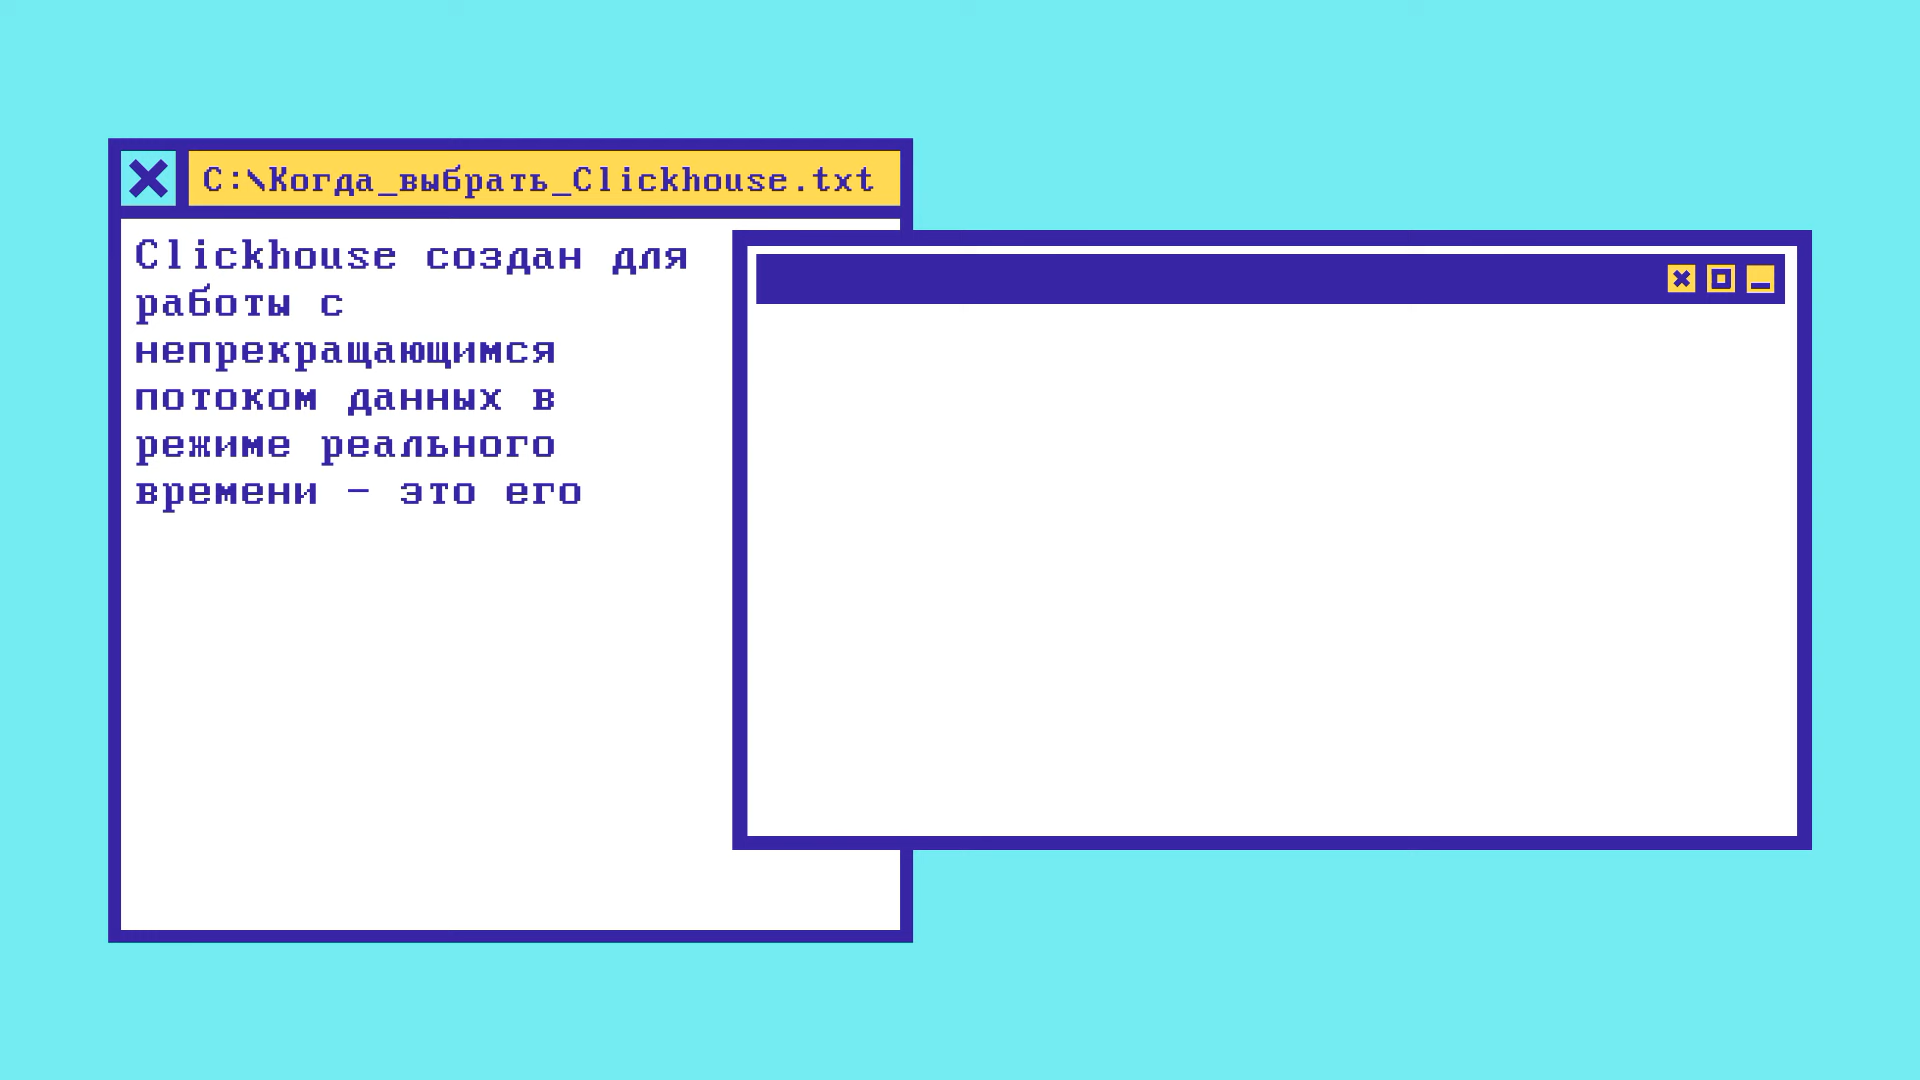 C:\Когда_выбрать_Clickhouse.txt
Clickhouse создан для
работы с
непрекращающимся
потоком данных в
режиме реального
времени – это его